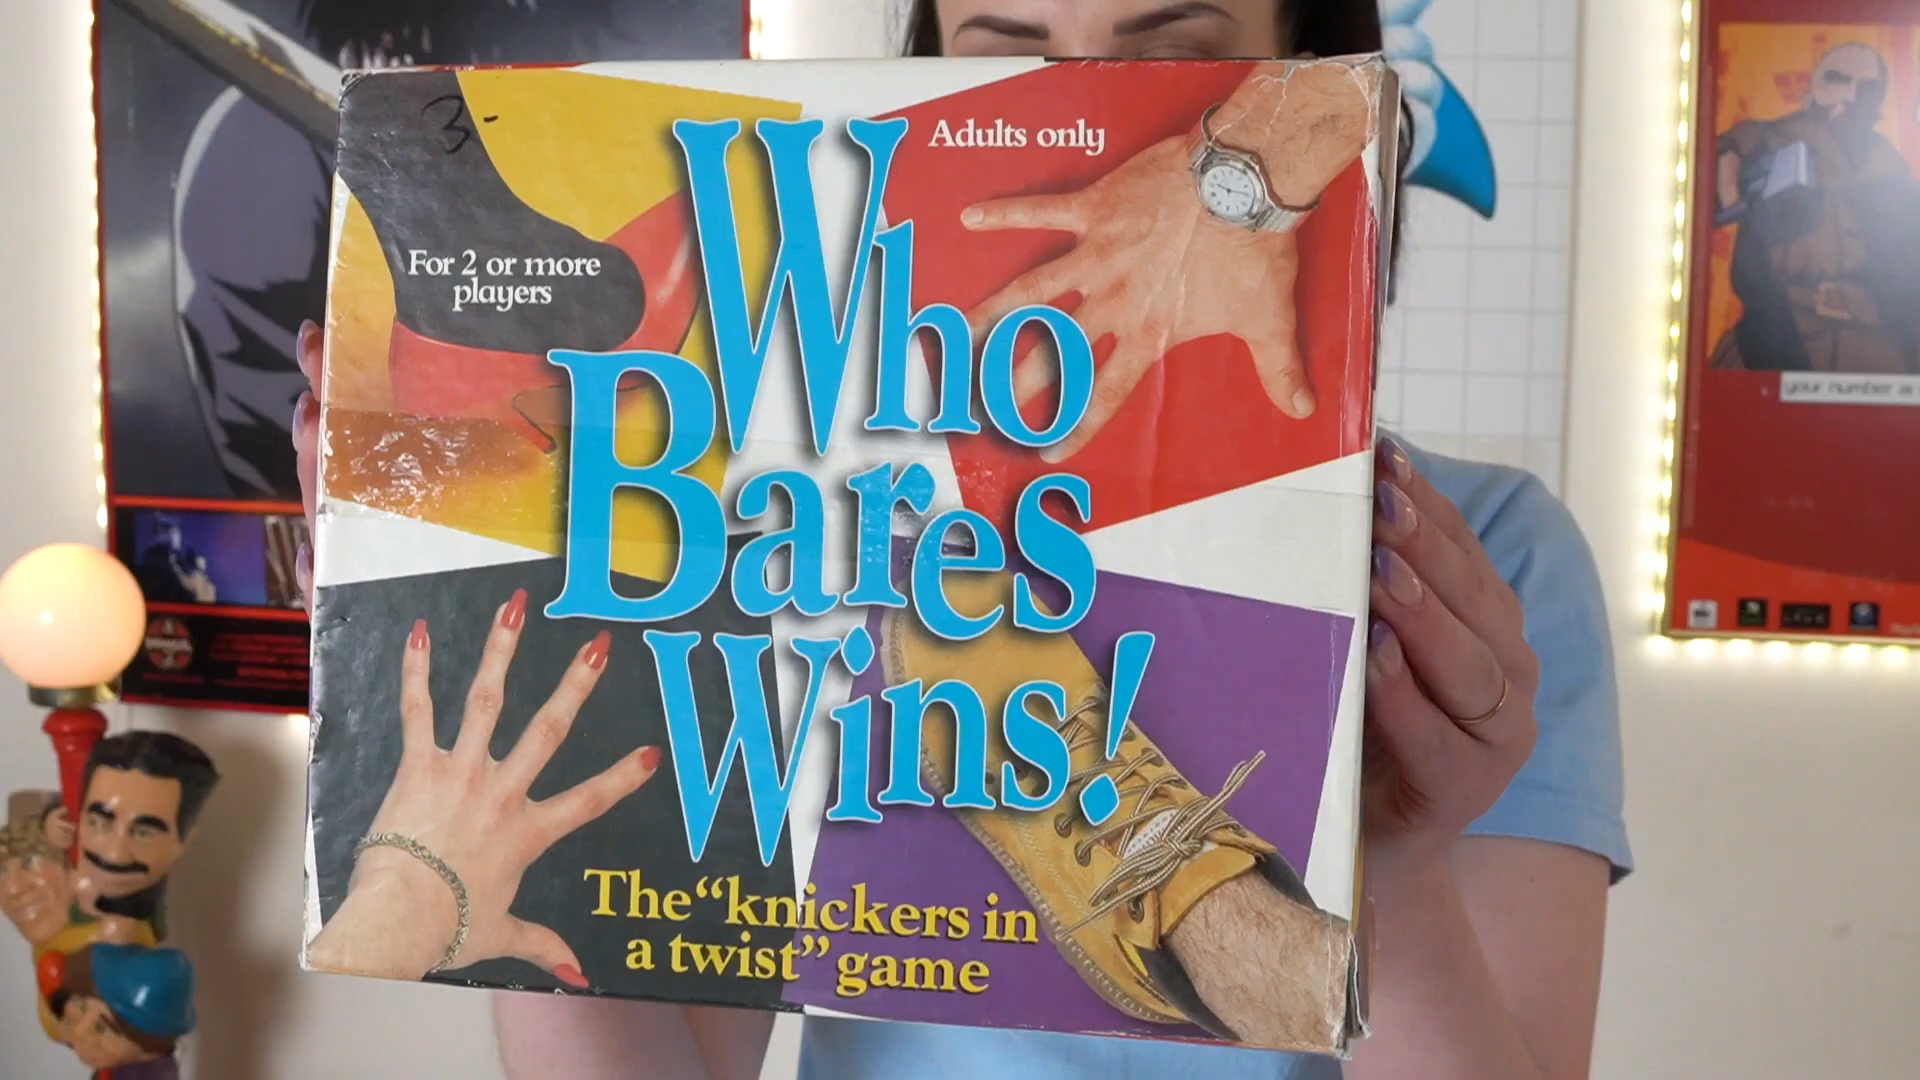 3-
Adults only
For 2 or more
players
Who
Bares
Wins!
The "knickers in
a twist" game
your number is